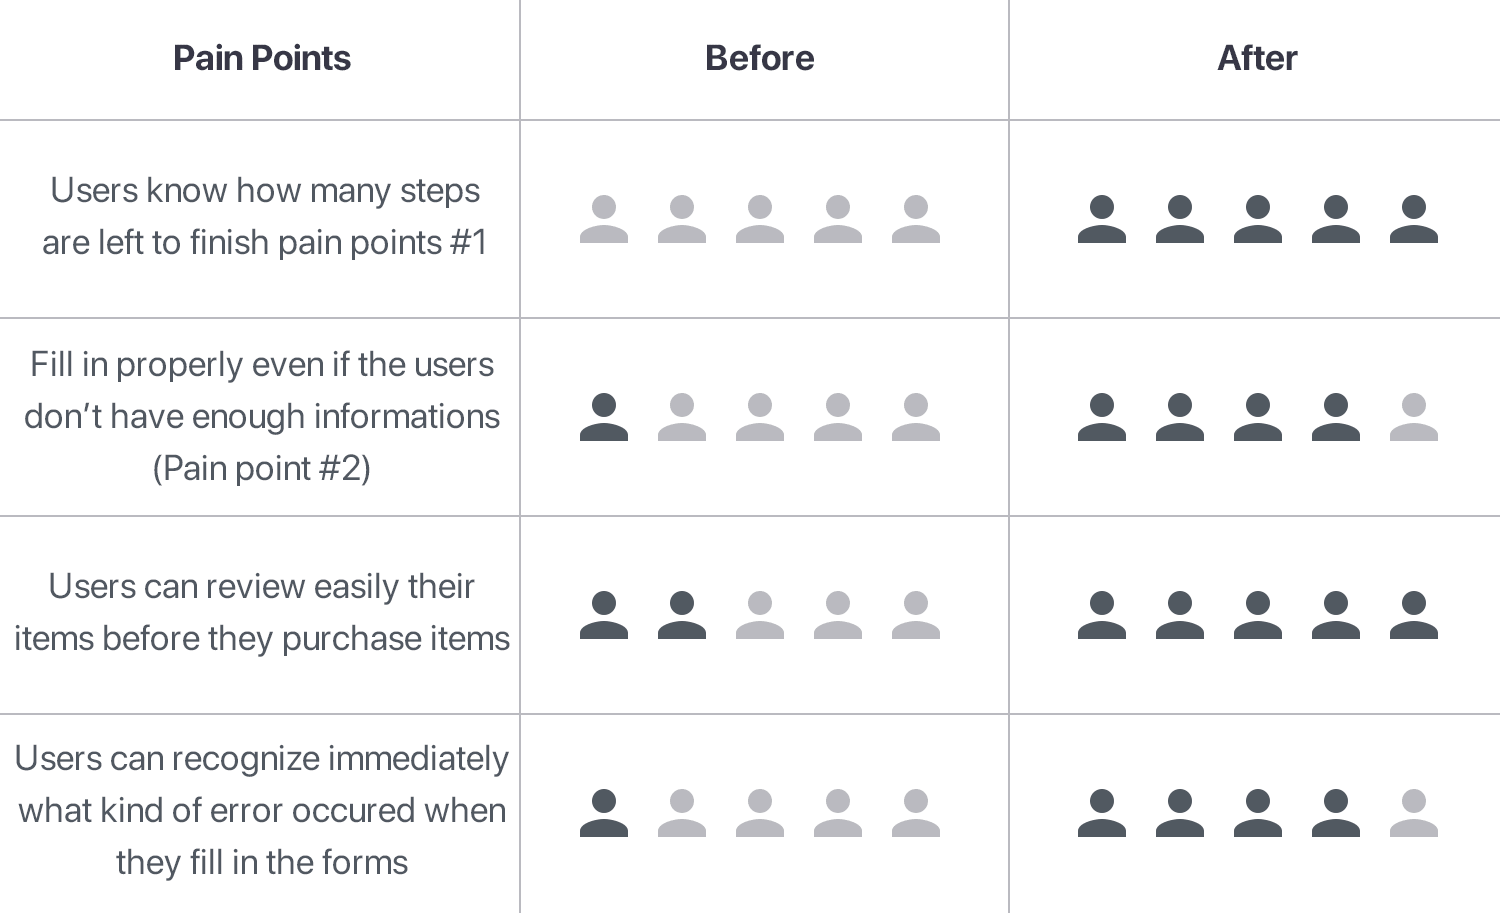 Pain Points
Before
After
Users know how many steps
are left to finish pain points #1
Fill in properly even if the users
don’t have enough informations
(Pain point #2)
Users can review easily their
items before they purchase items
Users can recognize immediately
what kind of error occured when
they fill in the forms